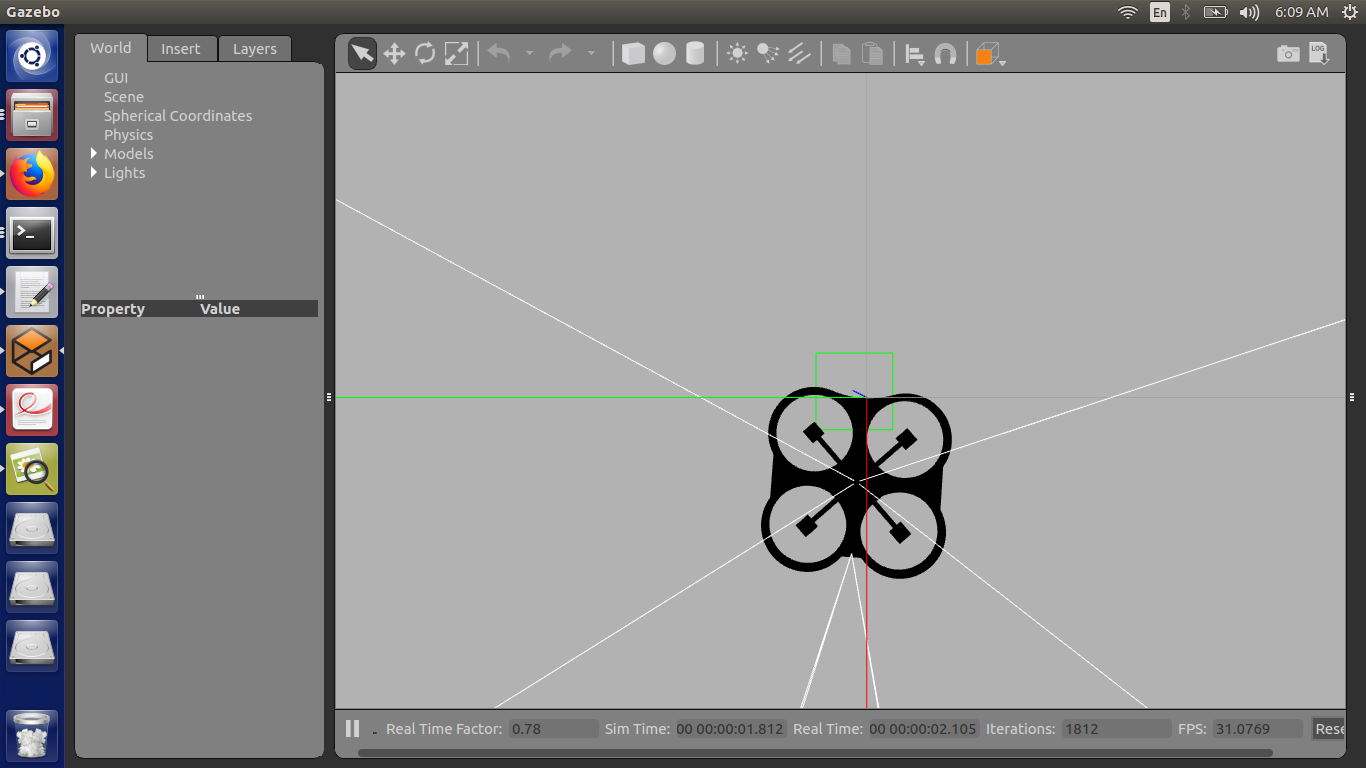 Gazebo
En
6:09 AM
World Insert Layers
LOG
GUI
Scene
Spherical Coordinates
Physics
Models
Lights
Property Value
Real Time Factor: 0.78 Sim Time: 00 00:00:01.812 Real Time: 00 00:00:02.105 Iterations: 1812 FPS: 31.0769 Rese